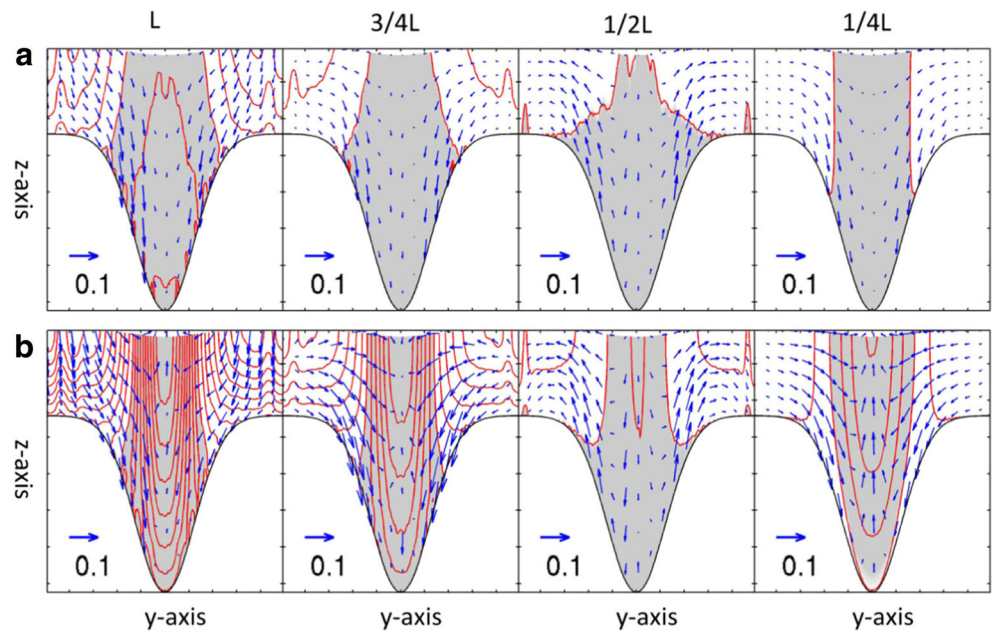 L 3/4L 1/2L 1/4L
a
z-axis
0.1 0.1 0.1 0.1
b
z-axis
0.1 0.1 0.1 0.1
y-axis y-axis y-axis y-axis